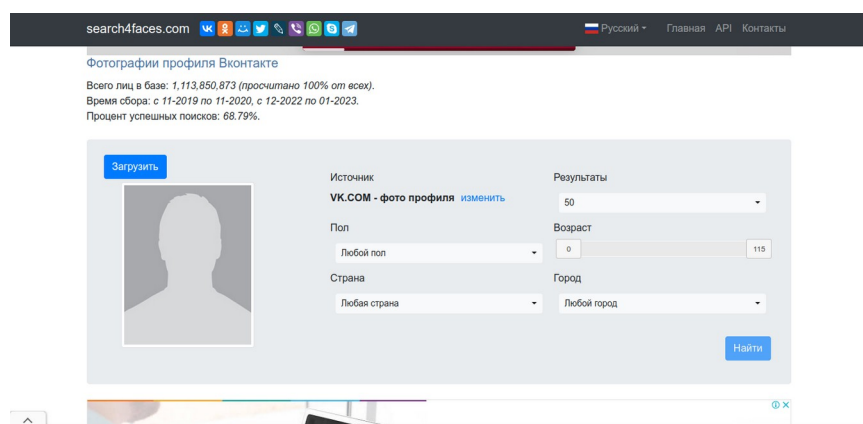 search4faces.com
Русский
Главная API Контакты
Фотографии профиля Вконтакте
Всего лиц в базе: 1,113,850,873 (просчитано 100% от всех).
Время сбора: с 11-2019 по 11-2020, с 12-2022 по 01-2023.
Процент успешных поисков: 68.79%.
Загрузить
Источник
Результаты
VK.COM - фото профиля изменить
50
Пол
Возраст
Любой пол
0
115
Страна
Город
Любая страна
Любой город
Найти